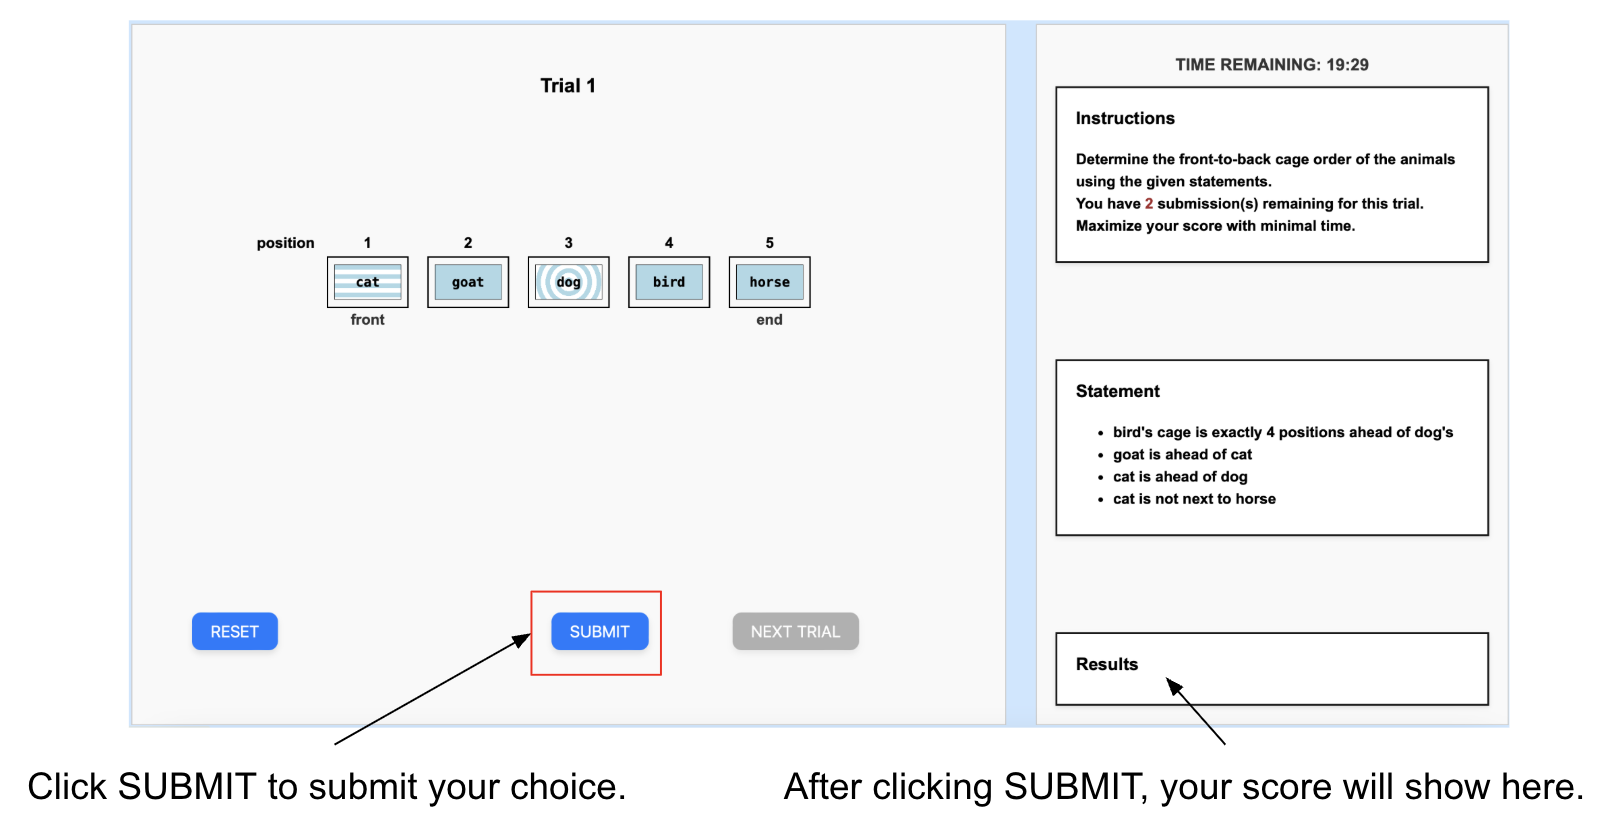 Trial 1
position 1 2 3 4 5
cat goat dog bird horse
front end
RESET SUBMIT NEXT TRIAL
TIME REMAINING: 19:29
Instructions
Determine the front-to-back cage order of the animals
using the given statements.
You have 2 submission(s) remaining for this trial.
Maximize your score with minimal time.
Statement
• bird's cage is exactly 4 positions ahead of dog's
• goat is ahead of cat
• cat is ahead of dog
• cat is not next to horse
Results
Click SUBMIT to submit your choice.
After clicking SUBMIT, your score will show here.